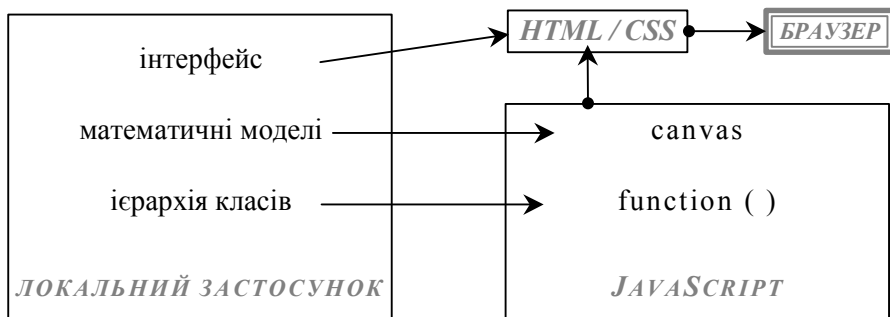 інтерфейс
математичні моделі
ієрархія класів
ЛОКАЛЬНИЙ ЗАСТОСУНОК
HTML / CSS
БРАУЗЕР
canvas
function ( )
JAVASCRIPT